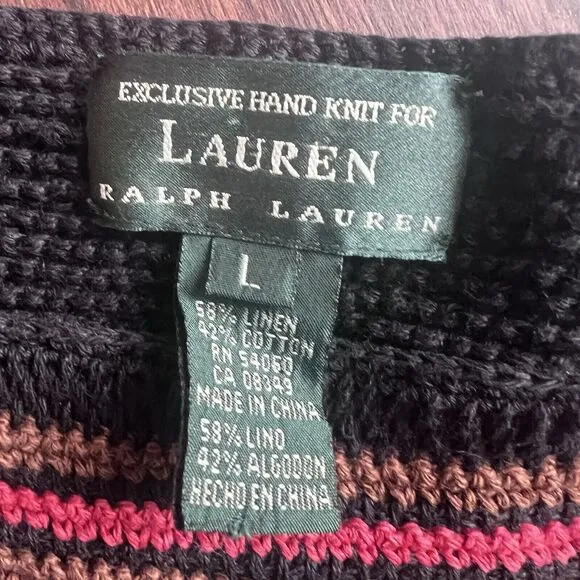 EXCLUSIVE HAND KNIT FOR
LAUREN
RALPH LAUREN
L
58% LINEN
42% COTTON
RN 54060
CA 08399
MADE IN CHINA
58% LINO
42% ALGODON
HECHO EN CHINA